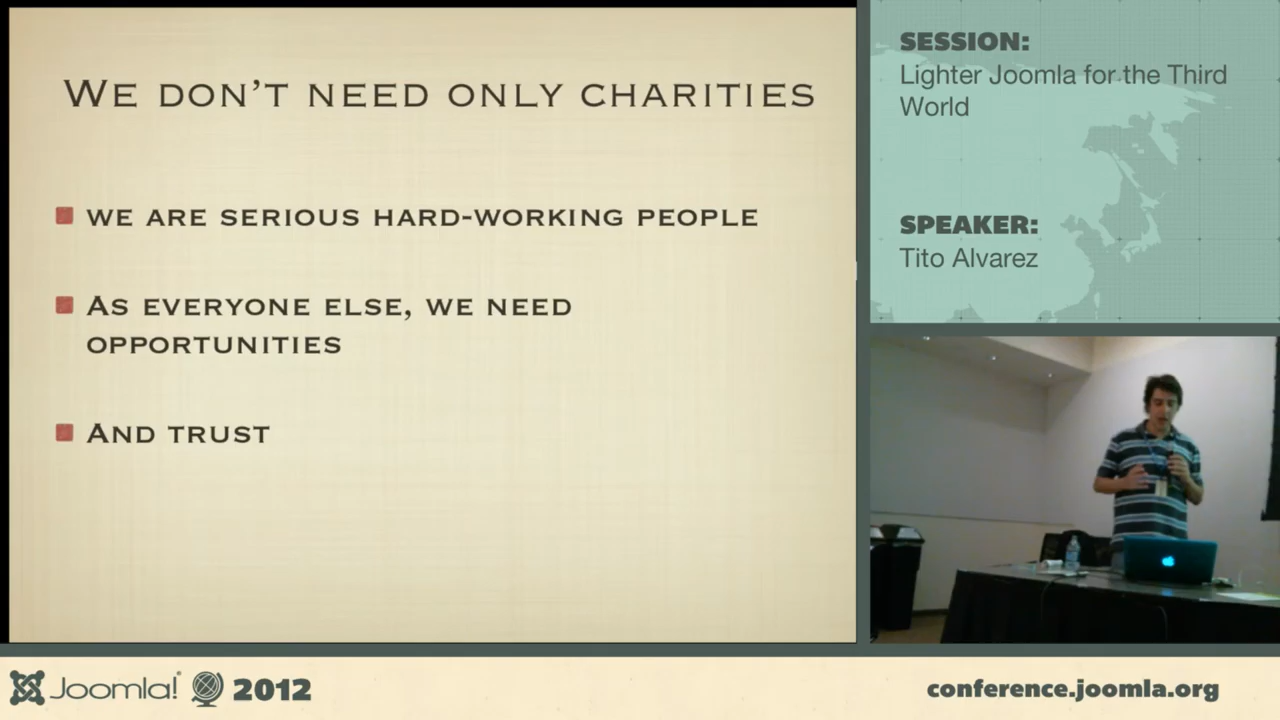 WE DON'T NEED ONLY CHARITIES
WE ARE SERIOUS HARD-WORKING PEOPLE
AS EVERYONE ELSE, WE NEED
OPPORTUNITIES
AND TRUST
SESSION:
Lighter Joomla for the Third
World
SPEAKER:
Tito Alvarez
Joomla! 2012
conference.joomla.org